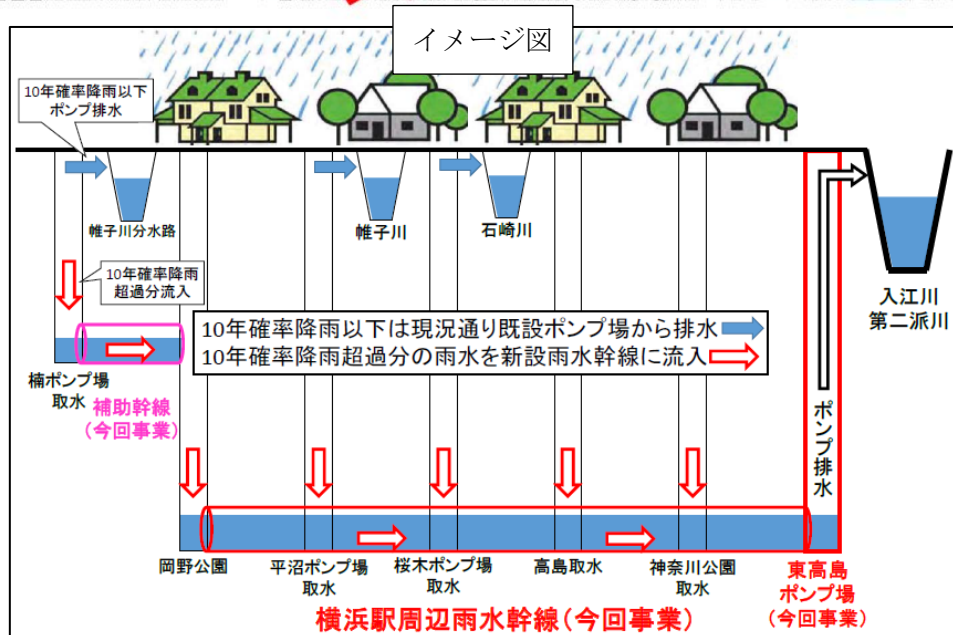 イメージ図
10年確率降雨以下
ポンプ排水
帷子川分水路
帷子川
石崎川
10年確率降雨
超過分流入
入江川
第二派川
10年確率降雨以下は現況通り既設ポンプ場から排水
10年確率降雨超過分の雨水を新設雨水幹線に流入
楠ポンプ場
取水
補助幹線
(今回事業)
ポンプ排水
岡野公園
平沼ポンプ場
取水
桜木ポンプ場
取水
高島取水
神奈川公園
取水
東高島
ポンプ場
(今回事業)
横浜駅周辺雨水幹線(今回事業)